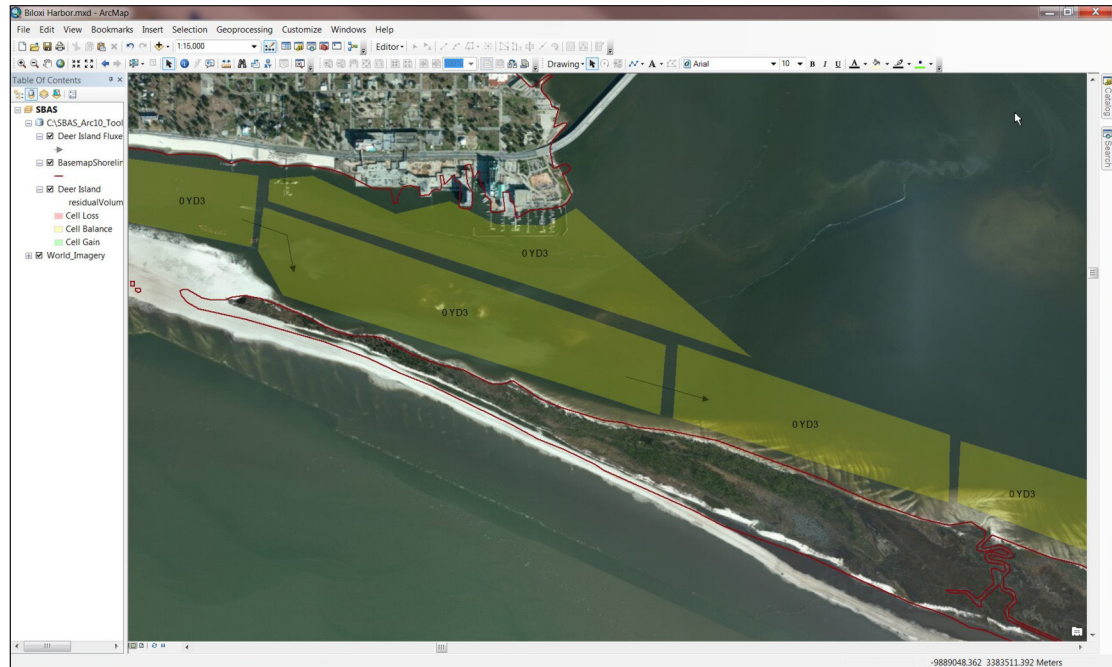 Biloxi Harbor.mxd - ArcMap
File Edit View Bookmarks Insert Selection Geoprocessing Customize Windows Help
1:15,000
Editor
Drawing
Arial
10
B I U A
Table Of Contents
SBAS
C:\SBAS_Arc10_Tool
Deer Island Fluxe
BasemapShorelin
Deer Island
residualVolum
Cell Loss
Cell Balance
Cell Gain
World_Imagery
0 YD3
0 YD3
0 YD3
0 YD3
0 YD3
Catalog
Search
-9889048.362 3383511.392 Meters